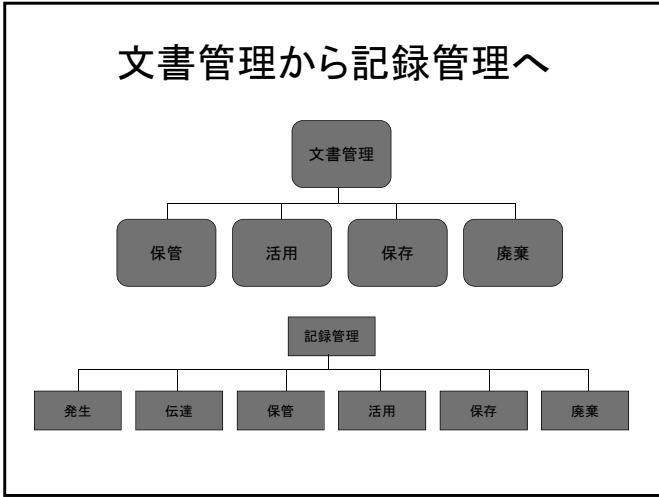 文書管理から記録管理へ
文書管理
保管 活用 保存 廃棄
記録管理
発生 伝達 保管 活用 保存 廃棄